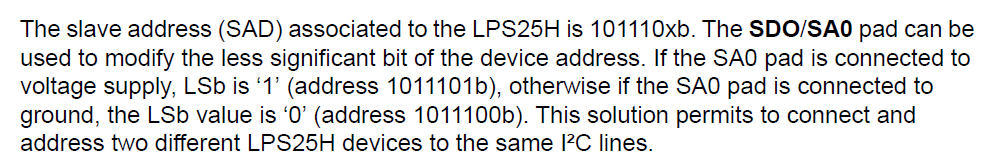 The slave address (SAD) associated to the LPS25H is 101110xb. The SDO/SA0 pad can be
used to modify the less significant bit of the device address. If the SA0 pad is connected to
voltage supply, LSb is ‘1’ (address 1011101b), otherwise if the SA0 pad is connected to
ground, the LSb value is ‘0’ (address 1011100b). This solution permits to connect and
address two different LPS25H devices to the same I²C lines.